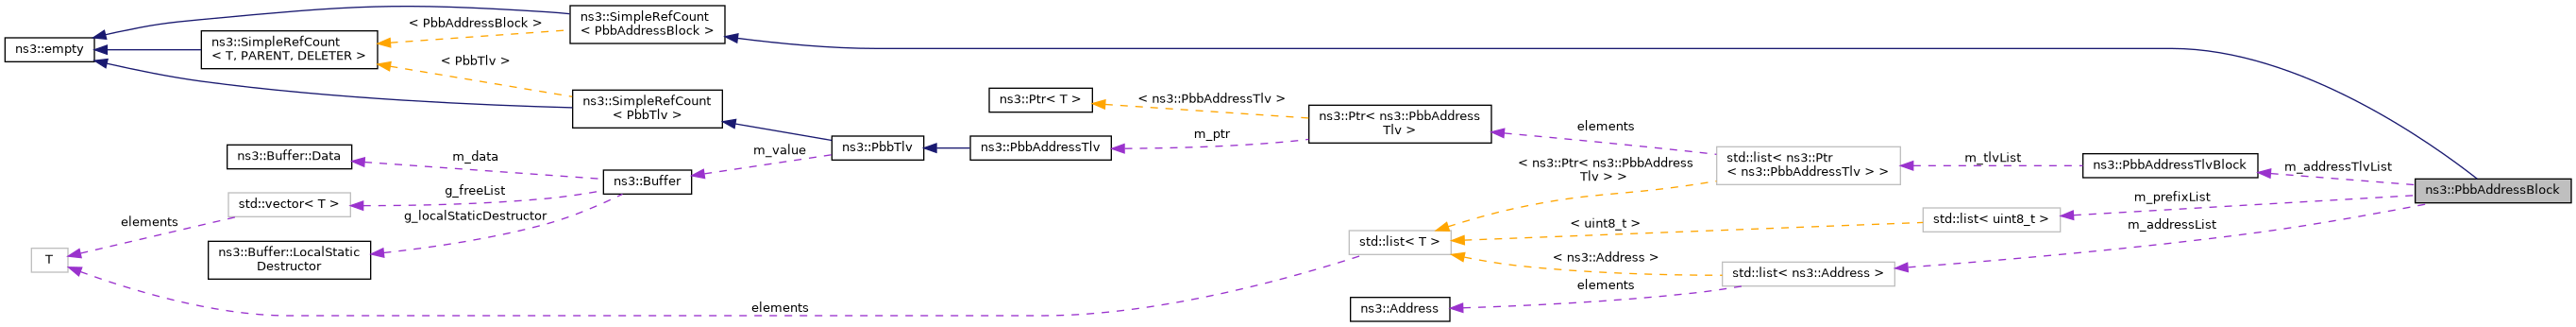 ns3::empty
ns3::SimpleRefCount
< T, PARENT, DELETER >
< PbbAddressBlock >
< PbbTlv >
ns3::SimpleRefCount
< PbbAddressBlock >
ns3::SimpleRefCount
< PbbTlv >
ns3::Buffer::Data
m_data
std::vector< T >
g_freeList
elements
g_localStaticDestructor
ns3::Buffer::LocalStatic
Destructor
T
ns3::Buffer
m_value
ns3::PbbTlv
ns3::PbbAddressTlv
ns3::Ptr< T >
< ns3::PbbAddressTlv >
m_ptr
ns3::Ptr< ns3::PbbAddress
Tlv >
elements
< ns3::Ptr< ns3::PbbAddress
Tlv > >
std::list< ns3::Ptr
< ns3::PbbAddressTlv > >
m_tlvList
ns3::PbbAddressTlvBlock
m_addressTlvList
ns3::PbbAddressBlock
m_prefixList
std::list< uint8_t >
< uint8_t >
std::list< T >
m_addressList
std::list< ns3::Address >
< ns3::Address >
elements
ns3::Address
elements